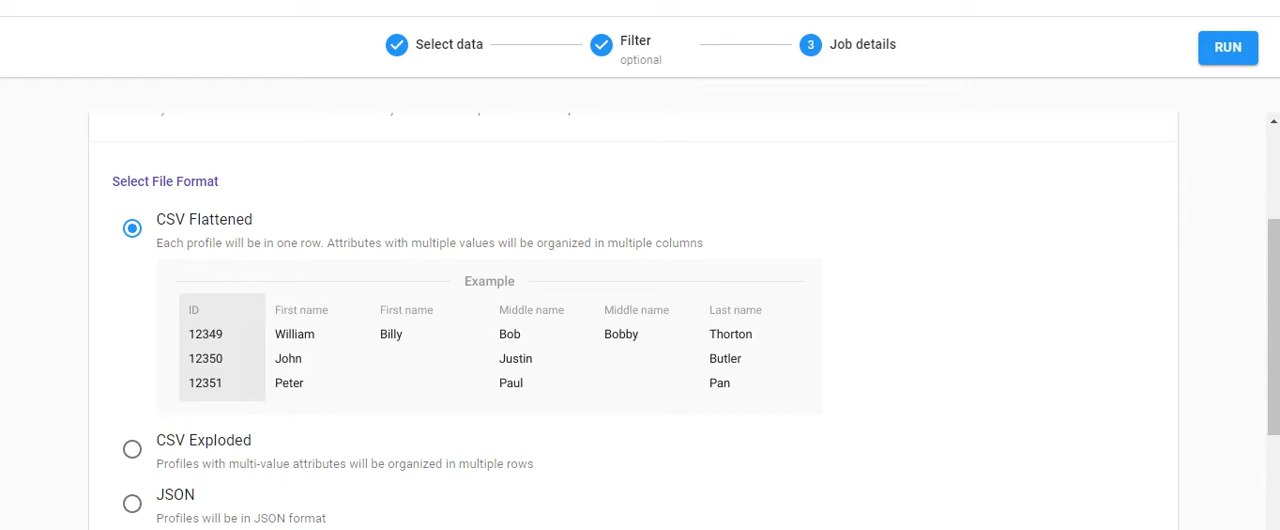 Select data
Filter
optional
3
Job details
RUN
Select File Format
CSV Flattened
Each profile will be in one row. Attributes with multiple values will be organized in multiple columns
Example
ID First name First name Middle name Middle name Last name
12349 William Billy Bob Bobby Thorton
12350 John Justin Butler
12351 Peter Paul Pan
CSV Exploded
Profiles with multi-value attributes will be organized in multiple rows
JSON
Profiles will be in JSON format